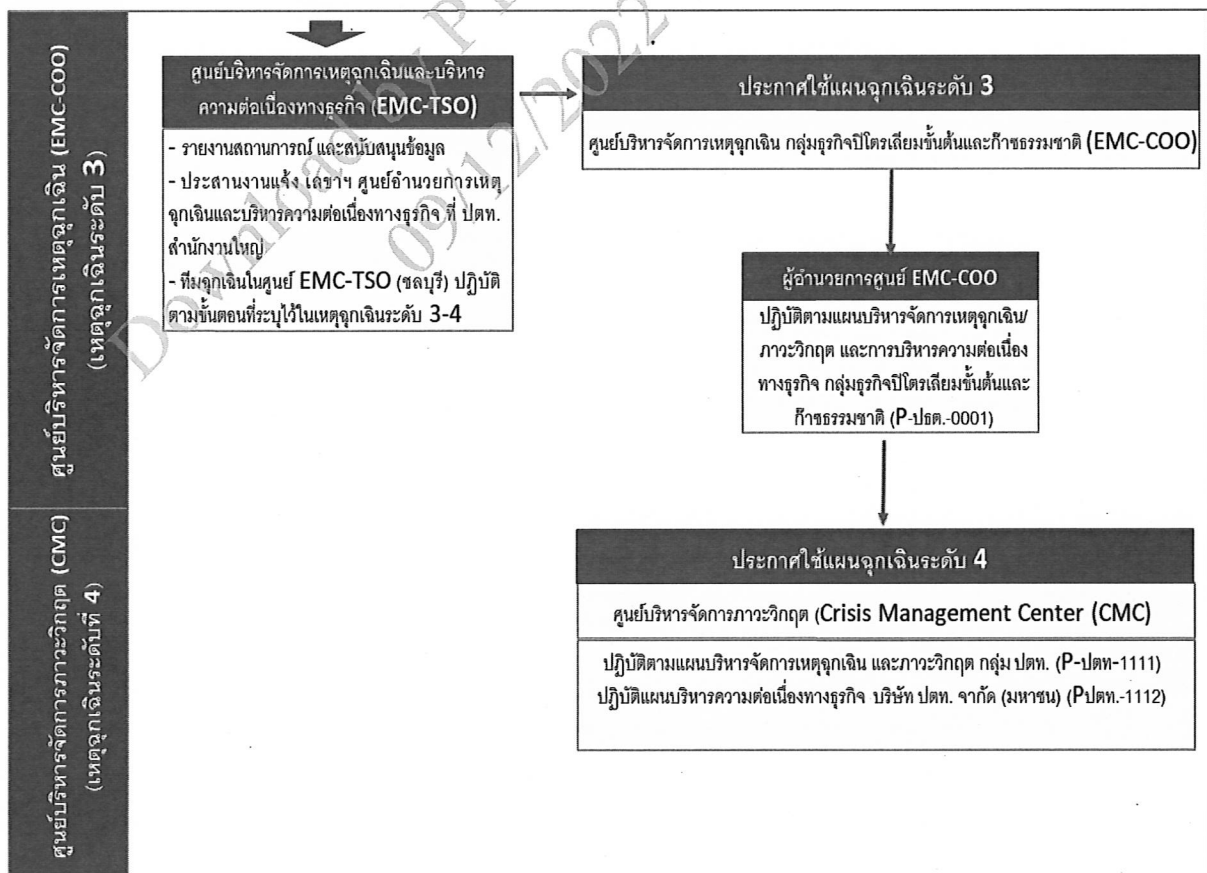 ศูนย์บริหารจัดการเหตุฉุกเฉิน (EMC-COO)
(เหตุฉุกเฉินระดับ 3)
ศูนย์บริหารจัดการเหตุฉุกเฉินและบริหาร
ความต่อเนื่องทางธุรกิจ (EMC-TSO)
- รายงานสถานการณ์ และสนับสนุนข้อมูล
- ประสานงานแจ้ง เลขาฯ ศูนย์อำนวยการเหตุ
ฉุกเฉินและบริหารความต่อเนื่องทางธุรกิจ ที่ ปตท.
สำนักงานใหญ่
- ทีมฉุกเฉินในศูนย์ EMC-TSO (ชลบุรี) ปฏิบัติ
ตามขั้นตอนที่ระบุไว้ในเหตุฉุกเฉินระดับ 3-4
ประกาศใช้แผนฉุกเฉินระดับ 3
ศูนย์บริหารจัดการเหตุฉุกเฉิน กลุ่มธุรกิจปิโตรเลียมขั้นต้นและก๊าซธรรมชาติ (EMC-COO)
ผู้อำนวยการศูนย์ EMC-COO
ปฏิบัติตามแผนบริหารจัดการเหตุฉุกเฉิน/
ภาวะวิกฤต และการบริหารความต่อเนื่อง
ทางธุรกิจ กลุ่มธุรกิจปิโตรเลียมขั้นต้นและ
ก๊าซธรรมชาติ (P-ปธต.-0001)
ศูนย์บริหารจัดการภาวะวิกฤต (CMC)
(เหตุฉุกเฉินระดับที่ 4)
ประกาศใช้แผนฉุกเฉินระดับ 4
ศูนย์บริหารจัดการภาวะวิกฤต (Crisis Management Center (CMC)
ปฏิบัติตามแผนบริหารจัดการเหตุฉุกเฉิน และภาวะวิกฤต กลุ่ม ปตท. (P-ปตท-1111)
ปฏิบัติแผนบริหารความต่อเนื่องทางธุรกิจ บริษัท ปตท. จำกัด (มหาชน) (Pปตท.-1112)
Download by P
09/12/2022